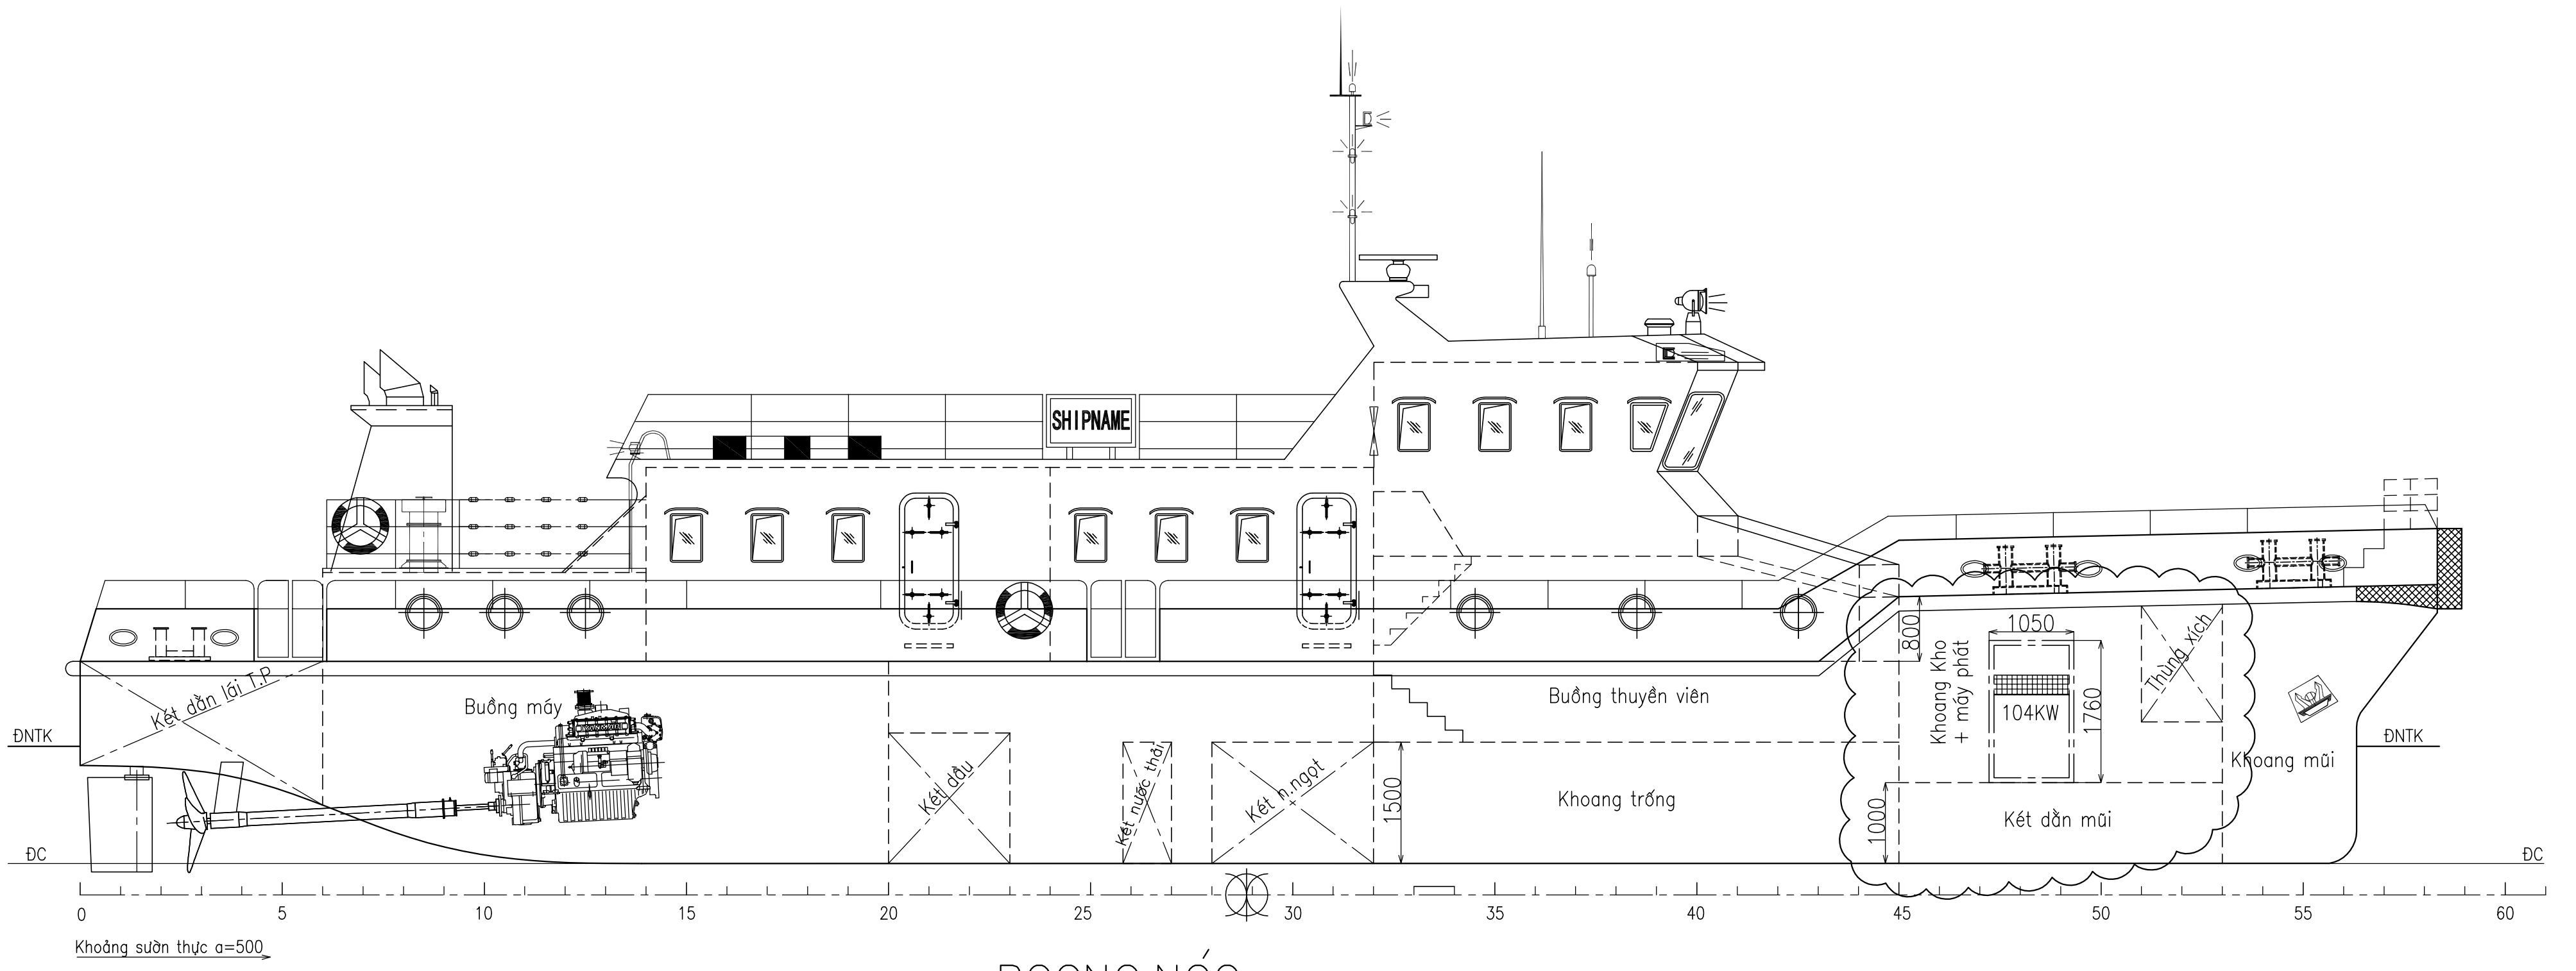 SHIPNAME
Két dằn lái T.P
Buồng máy
Buồng thuyền viên
800
Khoang Kho
+ máy phát
1050
1760
104KW
Thùng xích
ĐNTK
ĐNTK
Khoang mũi
Két dầu
Két nước thải
Két n.ngọt
1500
Khoang trống
1000
Két dằn mũi
ĐC
ĐC
0 5 10 15 20 25 30 35 40 45 50 55 60
Khoảng sườn thực a=500